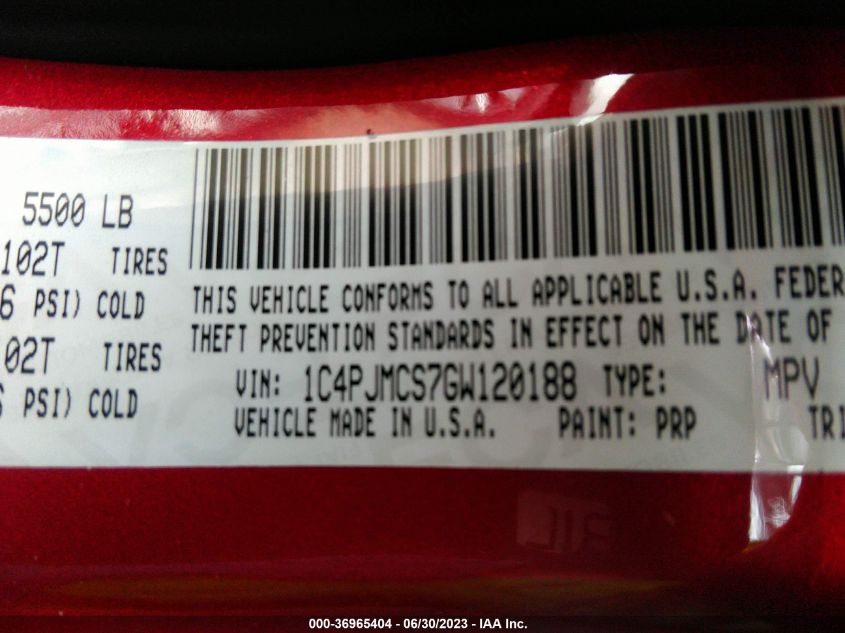 5500 LB
102T TIRES
6 PSI) COLD
02T TIRES
PSI) COLD
THIS VEHICLE CONFORMS TO ALL APPLICABLE U.S.A. FEDER
THEFT PREVENTION STANDARDS IN EFFECT ON THE DATE OF
VIN: 1C4PJMCS7GW120188 TYPE: MPV
VEHICLE MADE IN U.S.A. PAINT: PRP TRI
000-36965404 - 06/30/2023 - IAA Inc.